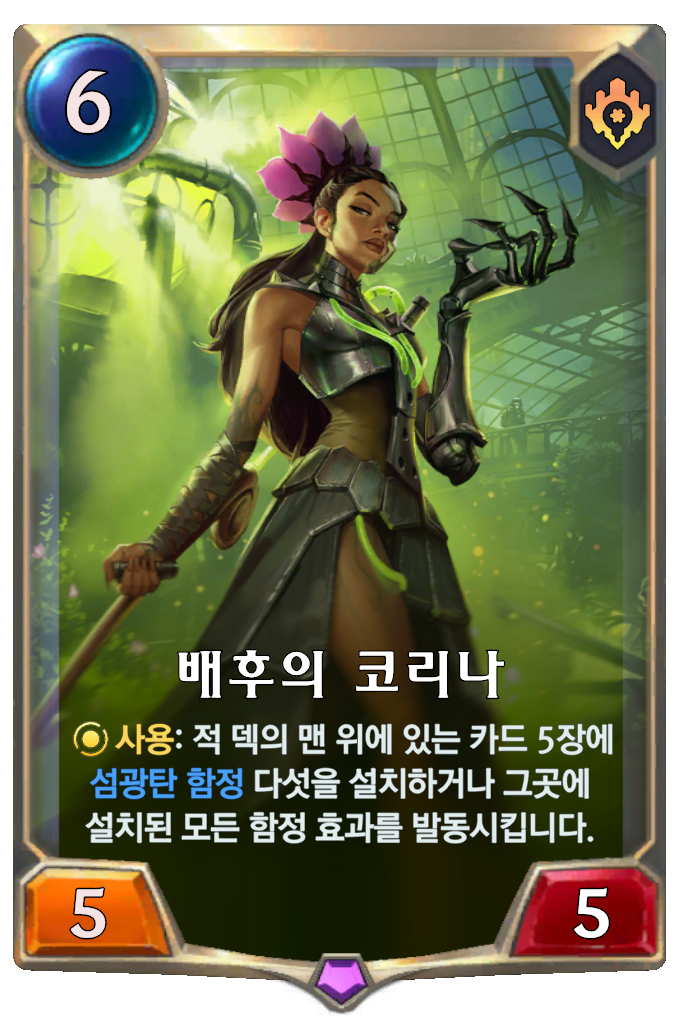 6
배후의 코리나
사용: 적 덱의 맨 위에 있는 카드 5장에
섬광탄 함정 다섯을 설치하거나 그곳에
설치된 모든 함정 효과를 발동시킵니다.
5
5